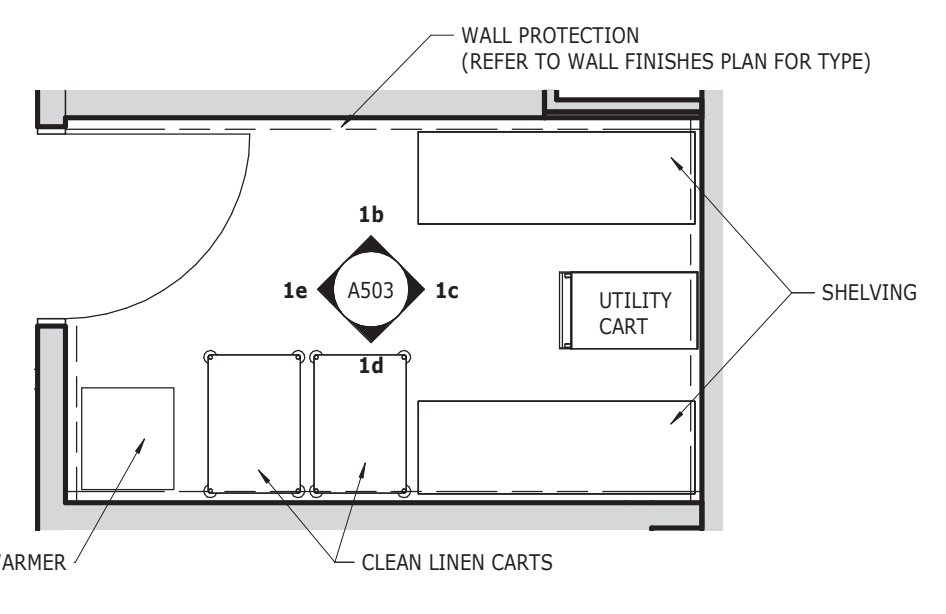 WALL PROTECTION
(REFER TO WALL FINISHES PLAN FOR TYPE)
1b
1e
A503
1c
UTILITY
CART
SHELVING
1d
CLEAN LINEN CARTS